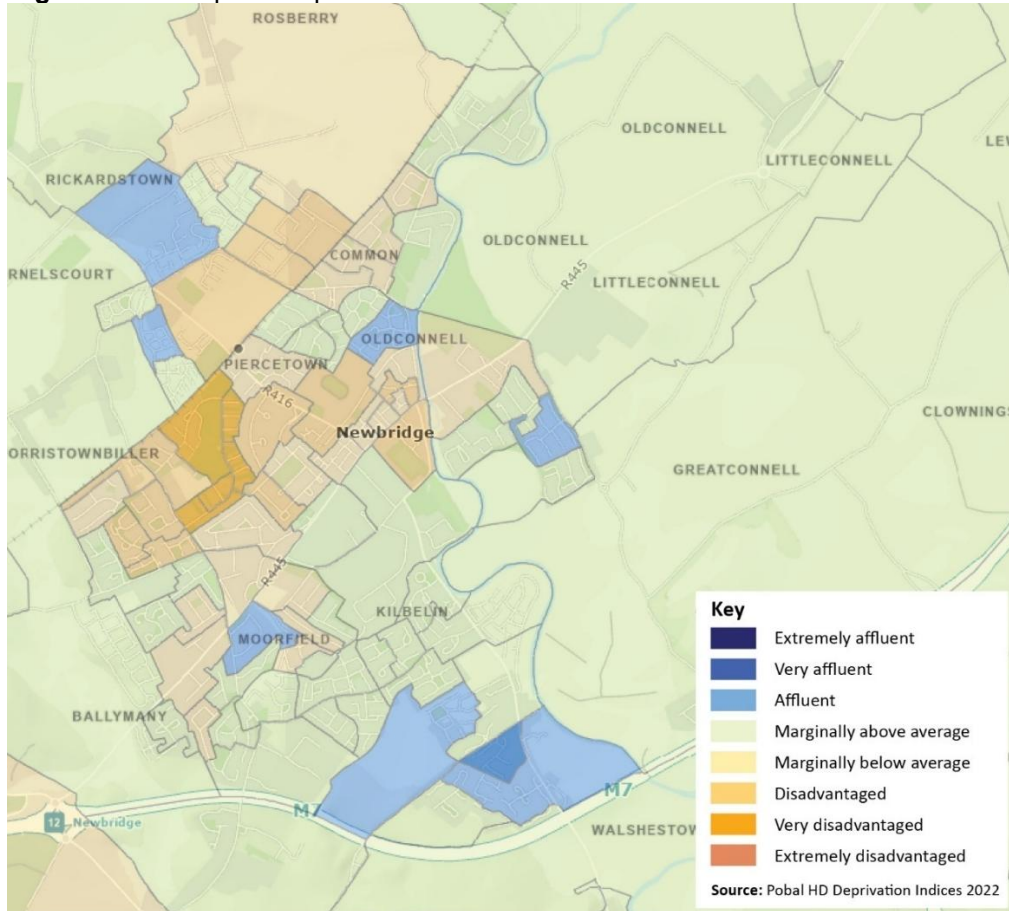 ROSBERRY
OLDCONNELL
LITTLECONNELL
LEW
RICKARDSTOWN
OLDCONNELL
COMMON
RNELSCOURT
R445
LITTLECONNELL
OLDCONNELL
PIERCETOWN
R416
Newbridge
CLOWNINGS
ORRISTOWNBILLER
GREATCONNELL
R445
KILBELIN
MOORFIELD
BALLYMANY
M7
M7
12 Newbridge
WALSHESTOW
Key
Extremely affluent
Very affluent
Affluent
Marginally above average
Marginally below average
Disadvantaged
Very disadvantaged
Extremely disadvantaged
Source: Pobal HD Deprivation Indices 2022